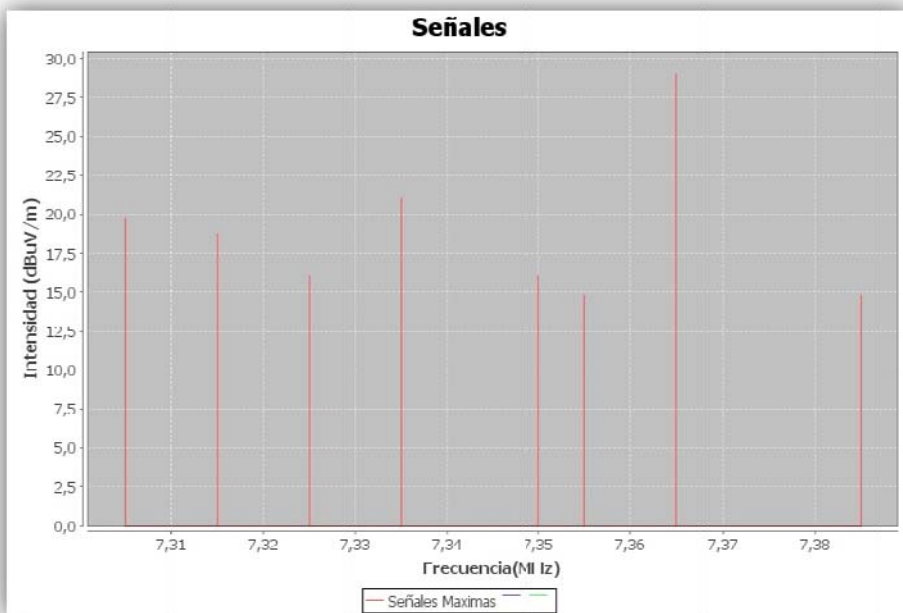 Señales
Intensidad (dBuV/m)
30,0
27,5
25,0
22,5
20,0
17,5
15,0
12,5
10,0
7,5
5,0
2,5
0,0
7,31 7,32 7,33 7,34 7,35 7,36 7,37 7,38
Frecuencia(MHz)
Señales Maximas